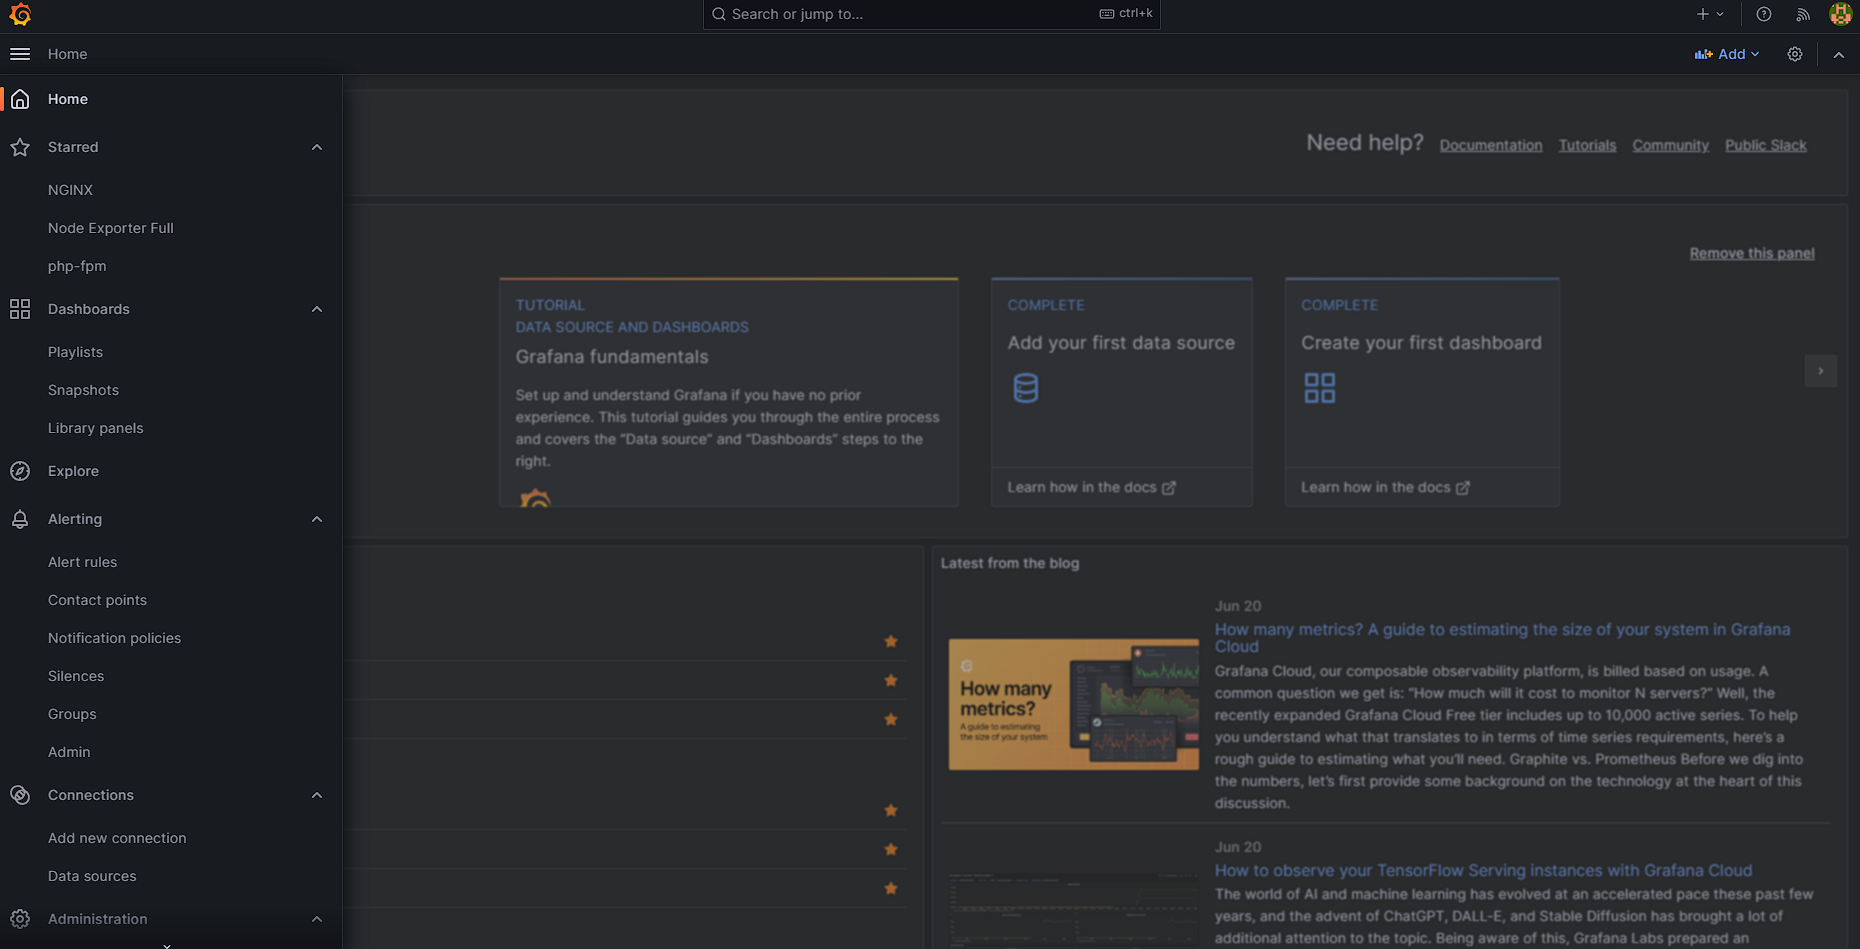 Search or jump to...
ctrl+k
Home
Add
Home
Starred
NGINX
Node Exporter Full
php-fpm
Dashboards
Playlists
Snapshots
Library panels
Explore
Alerting
Alert rules
Contact points
Notification policies
Silences
Groups
Admin
Connections
Add new connection
Data sources
Administration
Need help?
Documentation
Tutorials
Community
Public Slack
Remove this panel
TUTORIAL
DATA SOURCE AND DASHBOARDS
Grafana fundamentals
Set up and understand Grafana if you have no prior
experience. This tutorial guides you through the entire process
and covers the “Data source” and “Dashboards” steps to the
right.
COMPLETE
Add your first data source
Learn how in the docs
COMPLETE
Create your first dashboard
Learn how in the docs
Latest from the blog
How many
metrics?
A guide to estimating
the size of your system
Jun 20
How many metrics? A guide to estimating the size of your system in Grafana
Cloud
Grafana Cloud, our composable observability platform, is billed based on usage. A
common question we get is: “How much will it cost to monitor N servers?” Well, the
recently expanded Grafana Cloud Free tier includes up to 10,000 active series. To help
you understand what that translates to in terms of time series requirements, here’s a
rough guide to estimating what you’ll need. Graphite vs. Prometheus Before we dig into
the numbers, let’s first provide some background on the technology at the heart of this
discussion.
Jun 20
How to observe your TensorFlow Serving instances with Grafana Cloud
The world of AI and machine learning has evolved at an accelerated pace these past few
years, and the advent of ChatGPT, DALL-E, and Stable Diffusion has brought a lot of
additional attention to the topic. Being aware of this, Grafana Labs prepared an